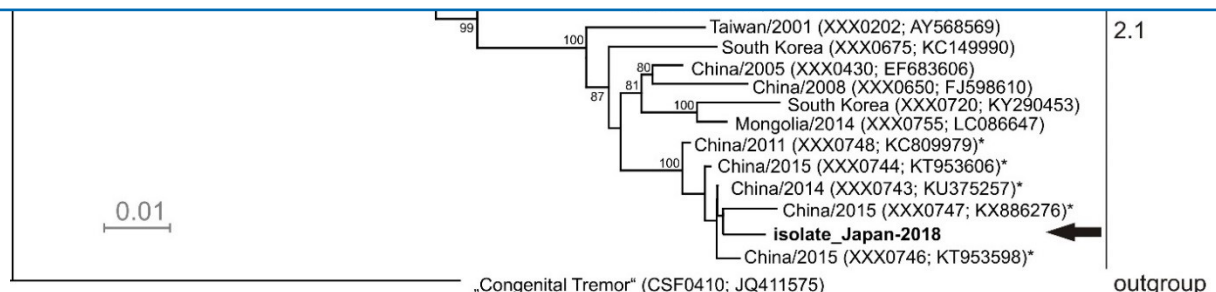 99
100
Taiwan/2001 (XXX0202; AY568569)
2.1
South Korea (XXX0675; KC149990)
87
80
China/2005 (XXX0430; EF683606)
81
China/2008 (XXX0650; FJ598610)
100
South Korea (XXX0720; KY290453)
Mongolia/2014 (XXX0755; LC086647)
100
China/2011 (XXX0748; KC809979)*
China/2015 (XXX0744; KT953606)*
China/2014 (XXX0743; KU375257)*
0.01
China/2015 (XXX0747; KX886276)*
isolate_Japan-2018
China/2015 (XXX0746; KT953598)*
„Congenital Tremor“ (CSF0410; JQ411575)
outgroup